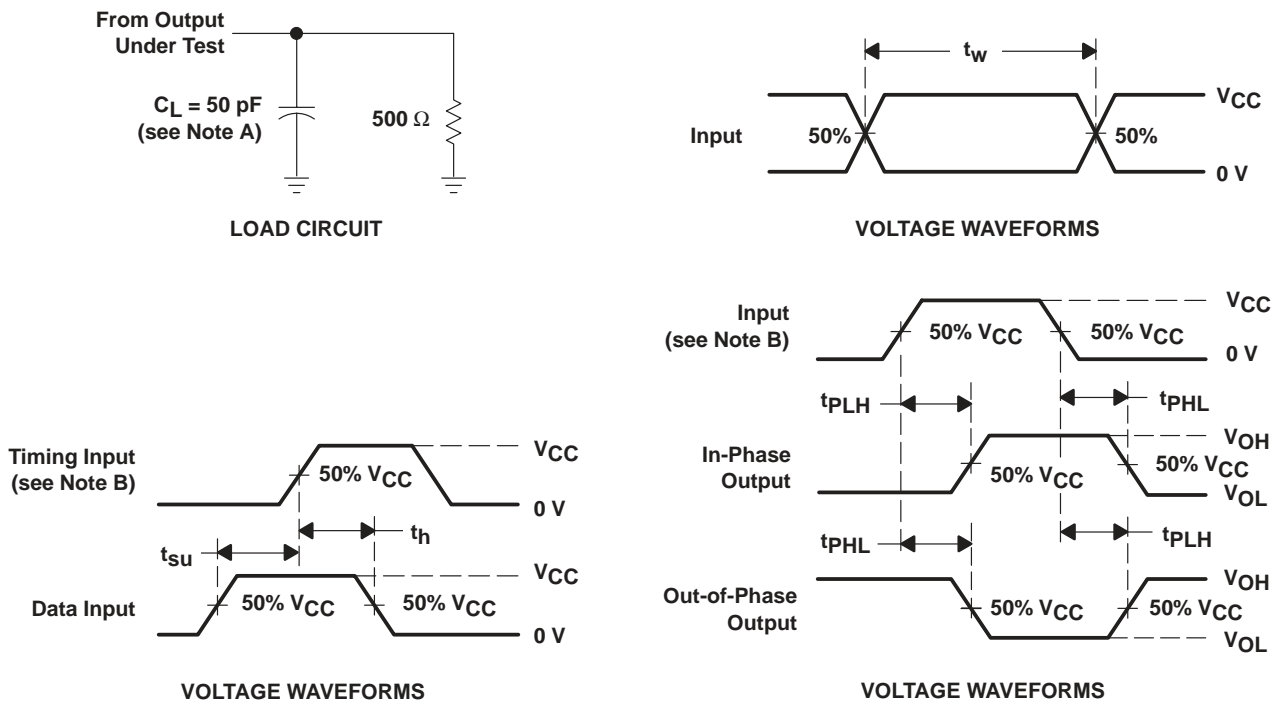 From Output
Under Test
CL = 50 pF
(see Note A)
500 Ω
LOAD CIRCUIT
tw
VCC
Input
50%
50%
0 V
VOLTAGE WAVEFORMS
Timing Input
(see Note B)
50% VCC
VCC
0 V
th
tsu
Data Input
50% VCC
50% VCC
VCC
0 V
VOLTAGE WAVEFORMS
Input
(see Note B)
50% VCC
50% VCC
VCC
0 V
tPLH
tPHL
In-Phase
Output
50% VCC
50% VCC
VOH
VOL
tPHL
tPLH
Out-of-Phase
Output
50% VCC
50% VCC
VOH
VOL
VOLTAGE WAVEFORMS